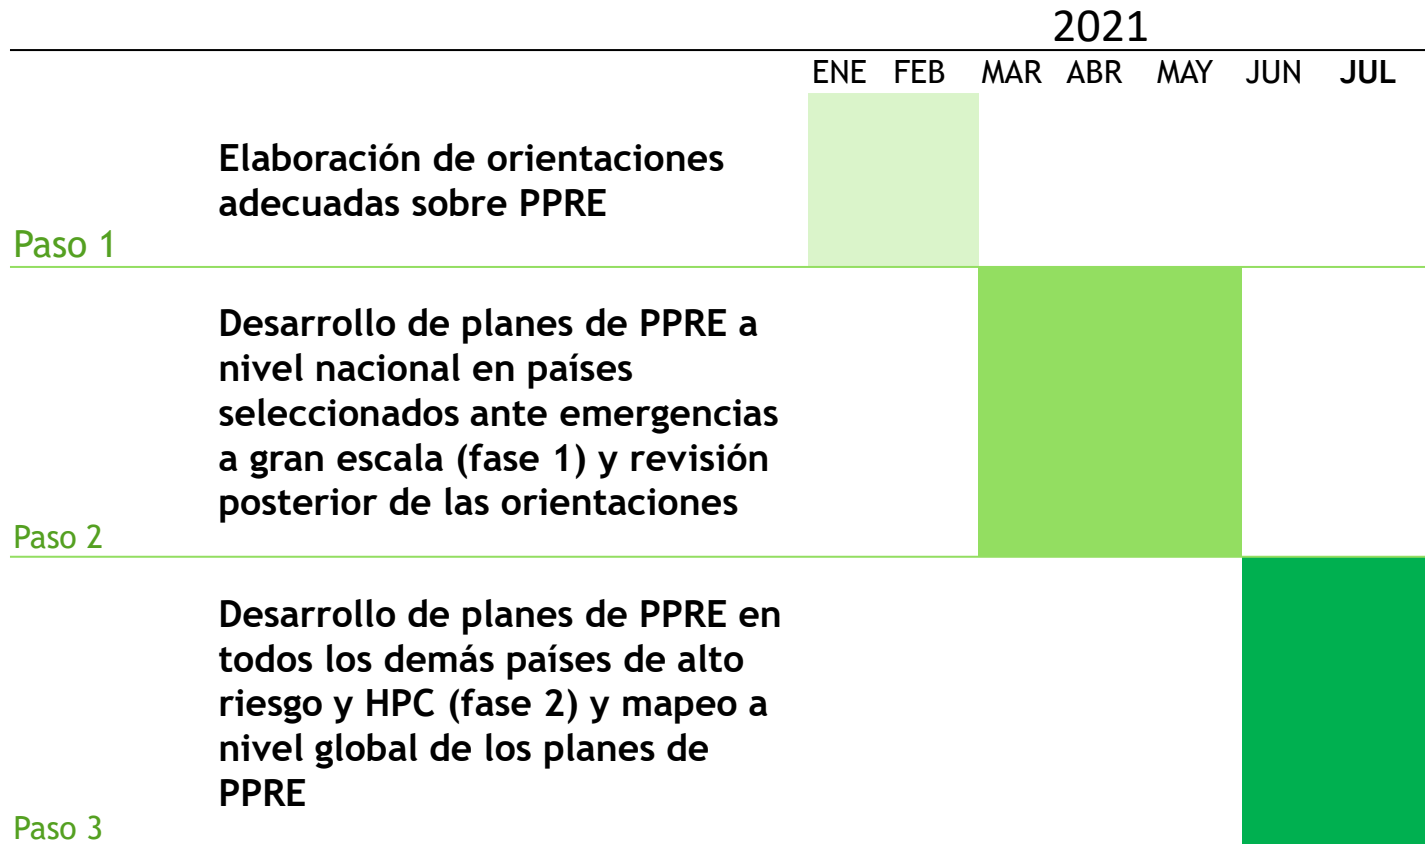 2021
ENE FEB MAR ABR MAY JUN JUL
Elaboración de orientaciones
adecuadas sobre PPRE
Paso 1
Desarrollo de planes de PPRE a
nivel nacional en países
seleccionados ante emergencias
a gran escala (fase 1) y revisión
posterior de las orientaciones
Paso 2
Desarrollo de planes de PPRE en
todos los demás países de alto
riesgo y HPC (fase 2) y mapeo a
nivel global de los planes de
PPRE
Paso 3